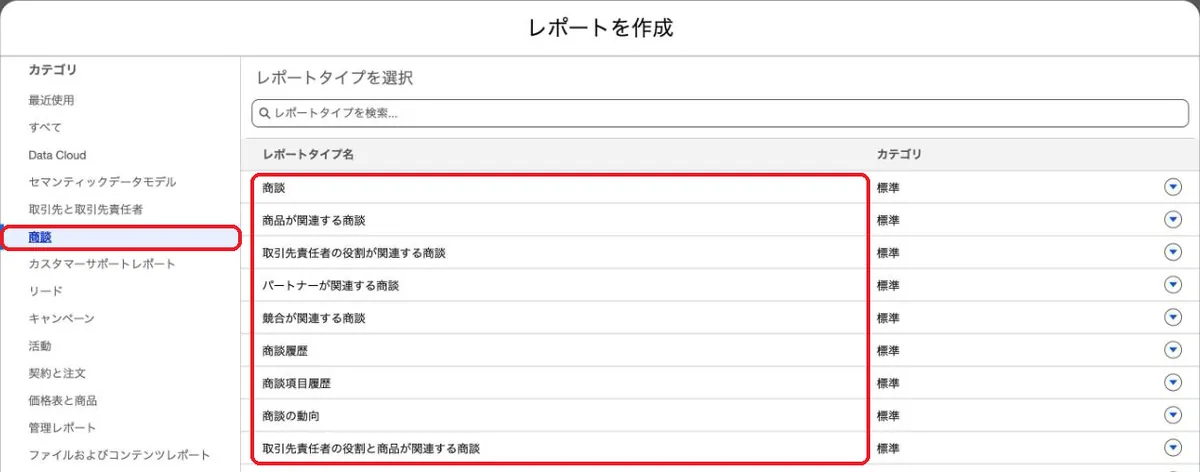 レポートを作成
カテゴリ
最近使用
すべて
Data Cloud
セマンティックデータモデル
取引先と取引先責任者
商談
カスタマーサポートレポート
リード
キャンペーン
活動
契約と注文
価格表と商品
管理レポート
ファイルおよびコンテンツレポート
レポートタイプを選択
レポートタイプを検索...
レポートタイプ名 カテゴリ
商談 標準
商品が関連する商談 標準
取引先責任者の役割が関連する商談 標準
パートナーが関連する商談 標準
競合が関連する商談 標準
商談履歴 標準
商談項目履歴 標準
商談の動向 標準
取引先責任者の役割と商品が関連する商談 標準